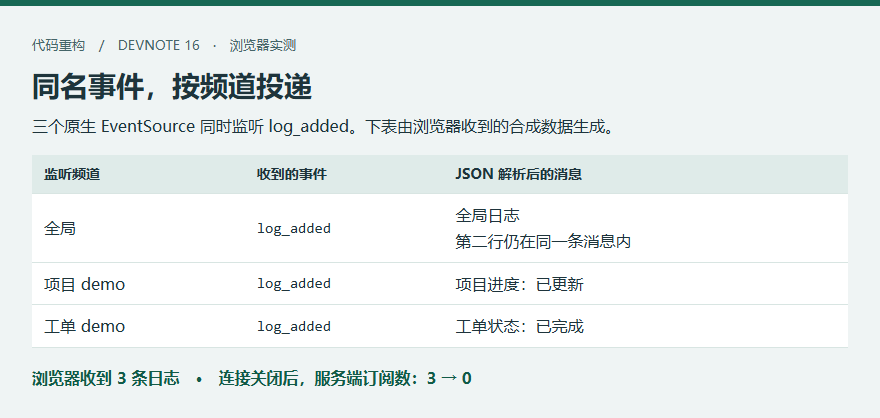 代码重构 / DEVNOTE 16 · 浏览器实测
同名事件，按频道投递
三个原生 EventSource 同时监听 log_added。下表由浏览器收到的合成数据生成。
监听频道 收到的事件 JSON 解析后的消息
全局 log_added 全局日志
第二行仍在同一条消息内
项目 demo log_added 项目进度：已更新
工单 demo log_added 工单状态：已完成
浏览器收到 3 条日志 • 连接关闭后，服务端订阅数：3 → 0